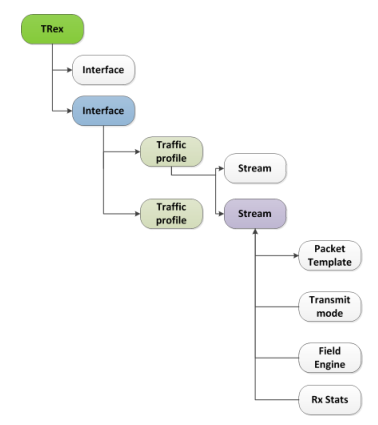 TRex
Interface
Interface
Traffic
profile
Stream
Traffic
profile
Stream
Packet
Template
Transmit
mode
Field
Engine
Rx Stats